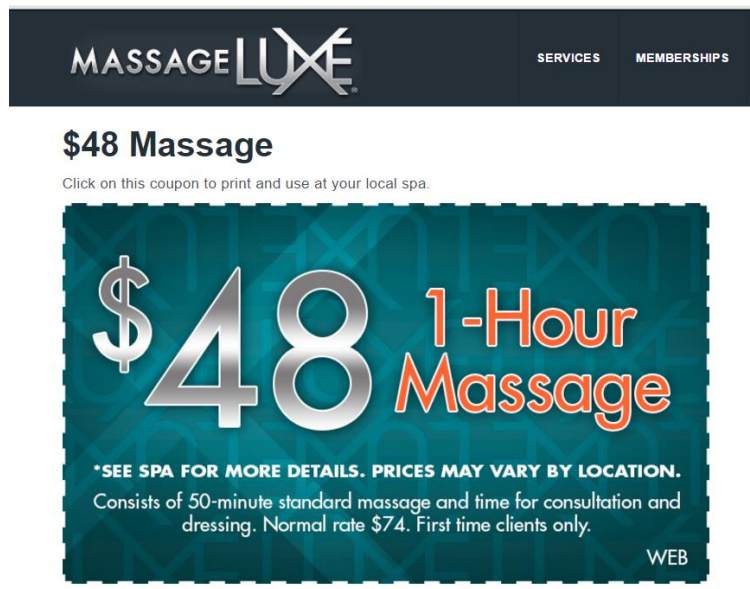 MASSAGE LUXE®
SERVICES MEMBERSHIPS
$48 Massage
Click on this coupon to print and use at your local spa.
$48 1-Hour
Massage
*SEE SPA FOR MORE DETAILS. PRICES MAY VARY BY LOCATION.
Consists of 50-minute standard massage and time for consultation and
dressing. Normal rate $74. First time clients only.
WEB